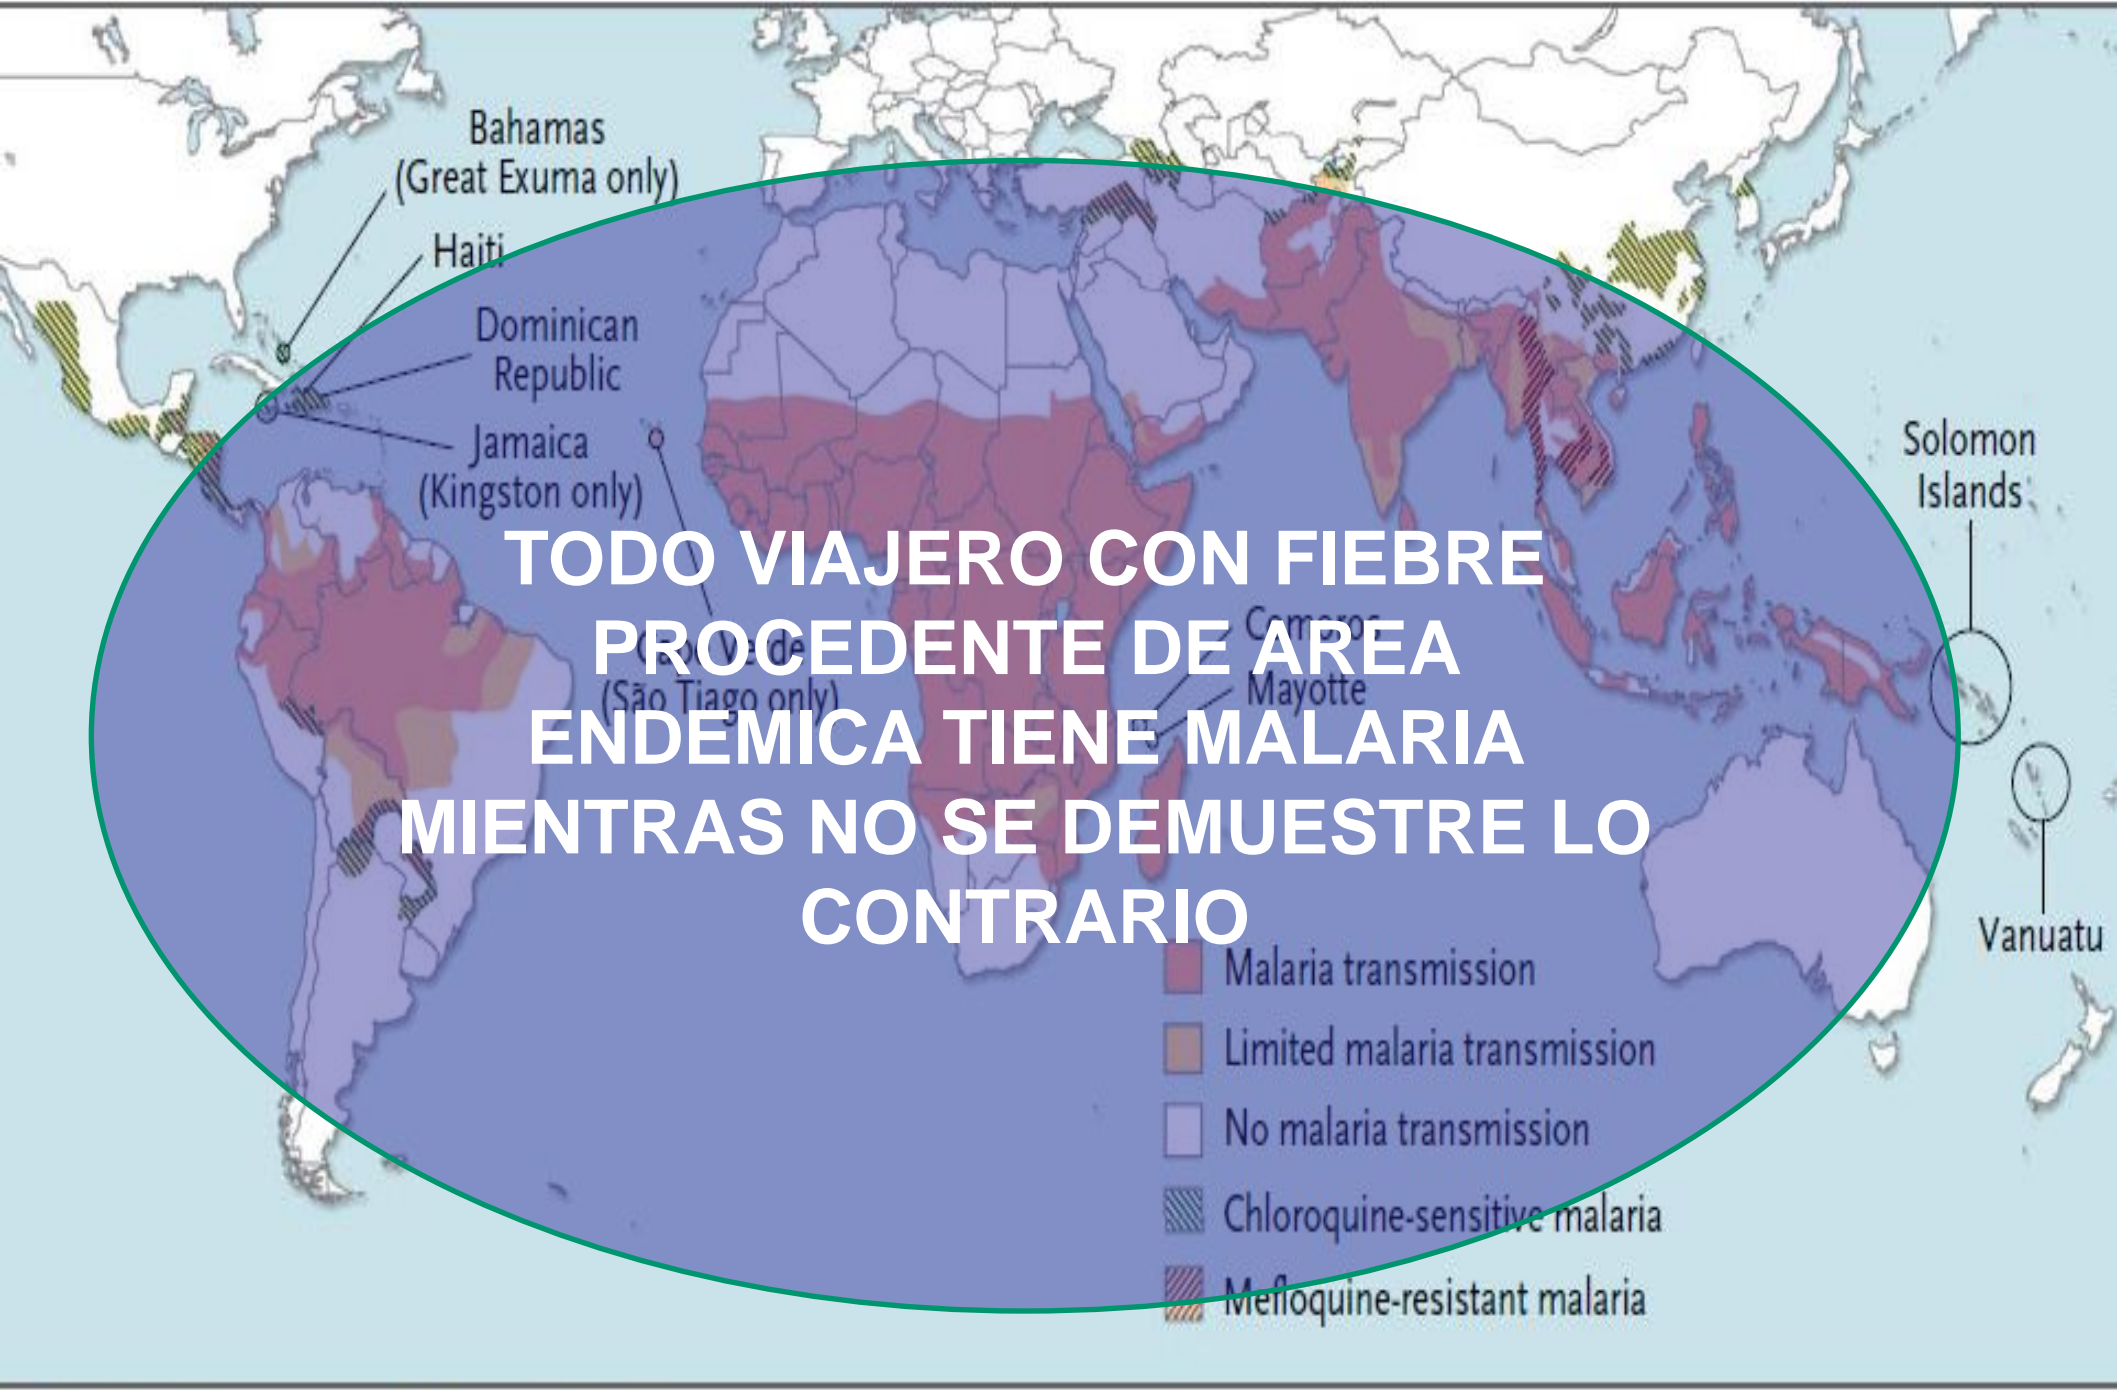 Bahamas
(Great Exuma only)
Haiti
Dominican
Republic
Jamaica
(Kingston only)
Solomon
Islands
TODO VIAJERO CON FIEBRE
PROCEDENTE DE AREA
ENDEMICA TIENE MALARIA
MIENTRAS NO SE DEMUESTRE LO
CONTRARIO
Cape Verde
(São Tiago only)
Comoros
Mayotte
Vanuatu
Malaria transmission
Limited malaria transmission
No malaria transmission
Chloroquine-sensitive malaria
Mefloquine-resistant malaria